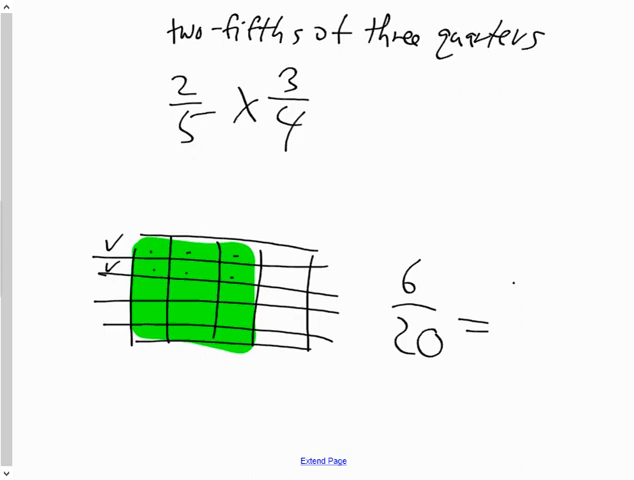 two-fifths of three quarters
2/5 × 3/4
✓
✓
6/20 =
Extend Page